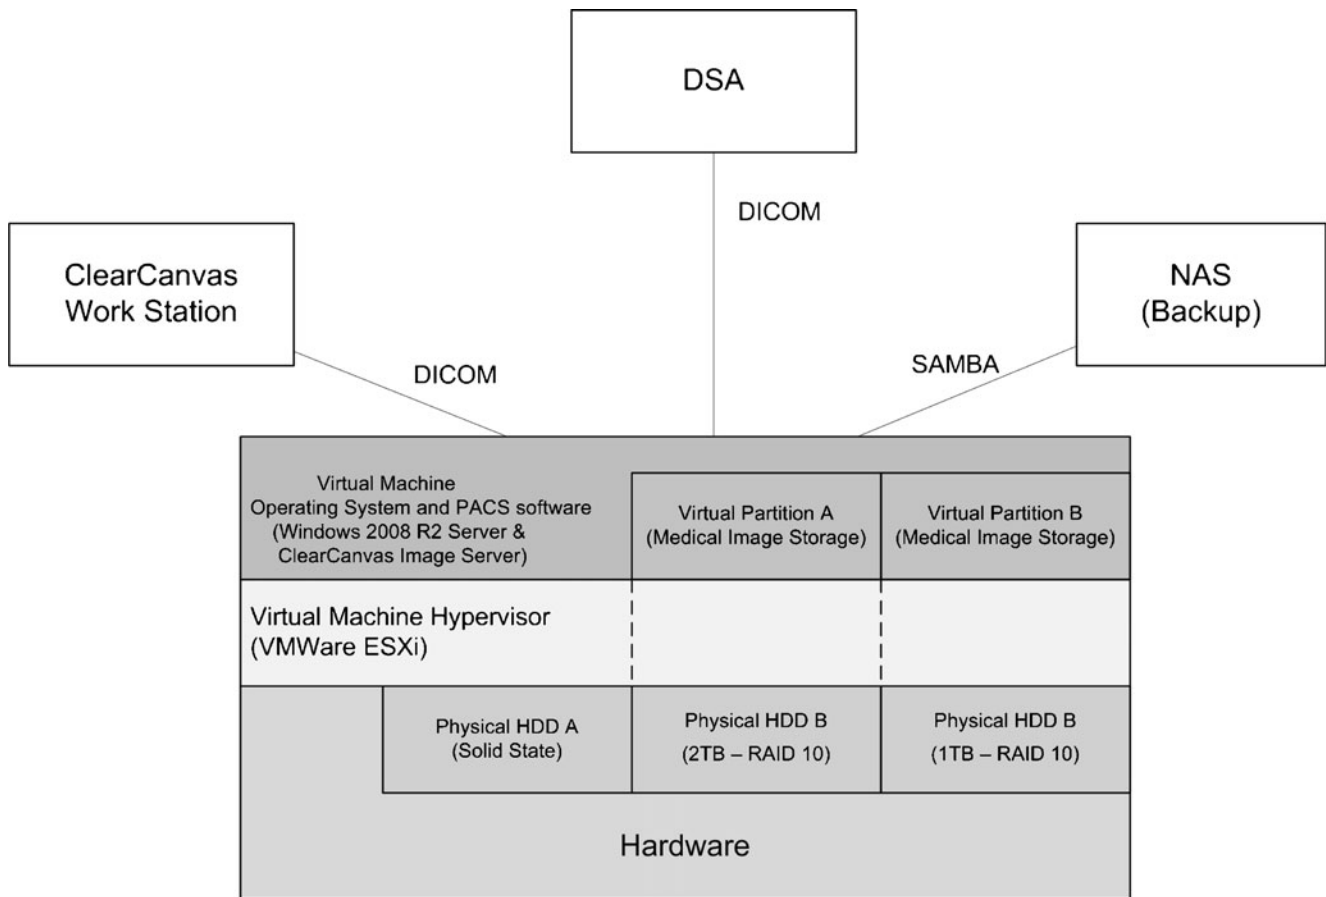 DSA
DICOM
ClearCanvas
Work Station
NAS
(Backup)
DICOM
SAMBA
Virtual Machine
Operating System and PACS software
(Windows 2008 R2 Server &
ClearCanvas Image Server)
Virtual Partition A
(Medical Image Storage)
Virtual Partition B
(Medical Image Storage)
Virtual Machine Hypervisor
(VMWare ESXi)
Physical HDD A
(Solid State)
Physical HDD B
(2TB – RAID 10)
Physical HDD B
(1TB – RAID 10)
Hardware